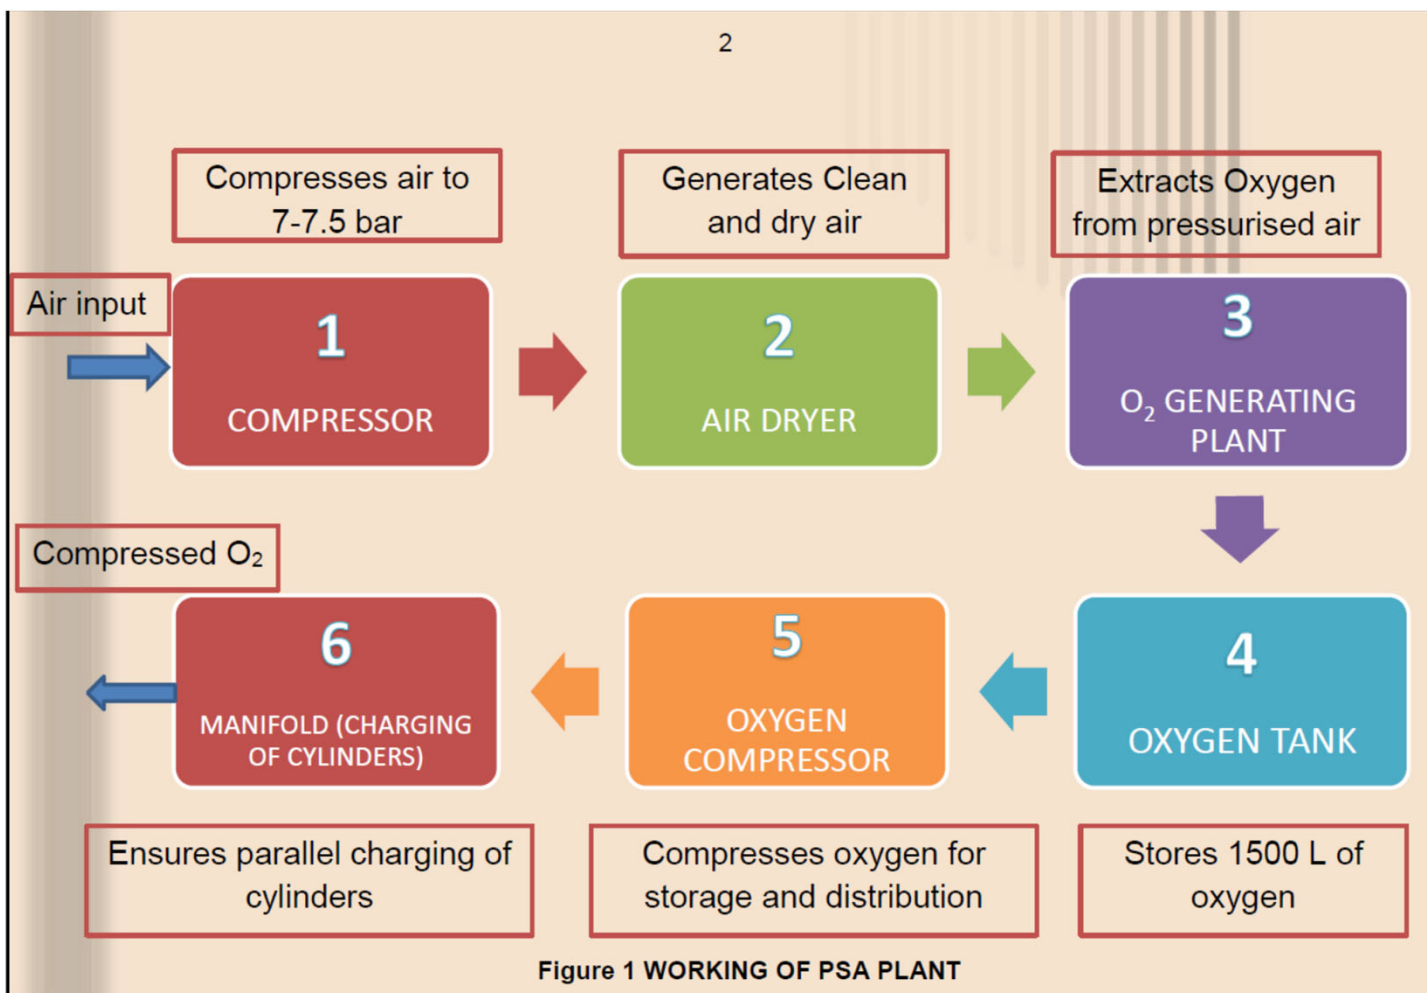 2
Compresses air to
7-7.5 bar
Generates Clean
and dry air
Extracts Oxygen
from pressurised air
Air input
1
COMPRESSOR
2
AIR DRYER
3
O₂ GENERATING
PLANT
Compressed O₂
6
MANIFOLD (CHARGING
OF CYLINDERS)
5
OXYGEN
COMPRESSOR
4
OXYGEN TANK
Ensures parallel charging of
cylinders
Compresses oxygen for
storage and distribution
Stores 1500 L of
oxygen
Figure 1 WORKING OF PSA PLANT